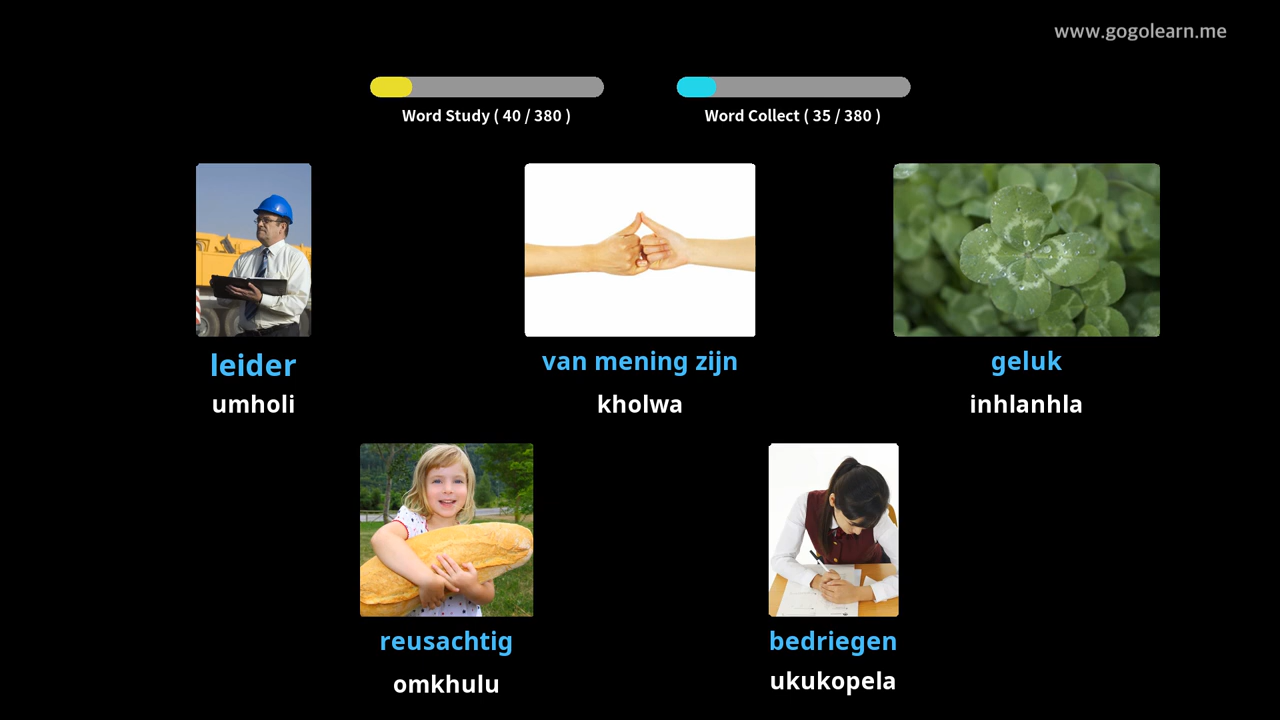 www.gogolearn.me
Word Study ( 40 / 380 )
Word Collect ( 35 / 380 )
leider
umholi
van mening zijn
kholwa
geluk
inhlanhla
reusachtig
omkhulu
bedriegen
ukukopela